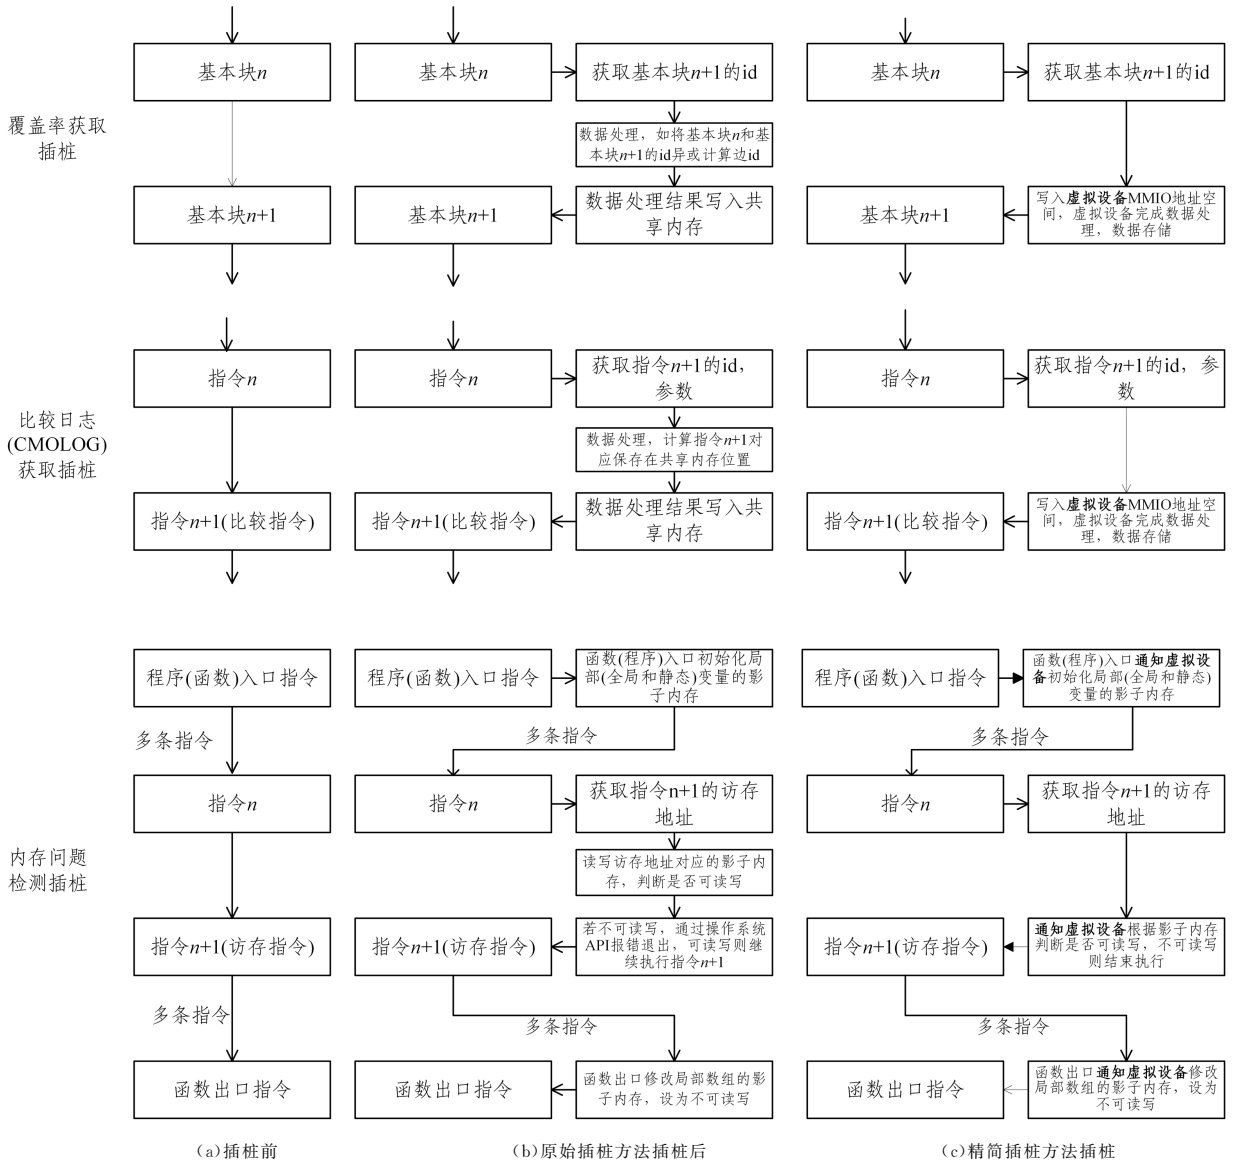 覆盖率获取
插桩
基本块n
基本块n+1
基本块n
获取基本块n+1的id
数据处理，如将基本块n和基
本块n+1的id异或计算边id
基本块n+1
数据处理结果写入共
享内存
基本块n
获取基本块n+1的id
基本块n+1
写入虚拟设备MMIO地址空
间，虚拟设备完成数据处
理，数据存储
比较日志
(CMOLOG)
获取插桩
指令n
指令n+1(比较指令)
指令n
获取指令n+1的id，
参数
数据处理，计算指令n+1对
应保存在共享内存位置
指令n+1(比较指令)
数据处理结果写入共
享内存
指令n
获取指令n+1的id，参
数
指令n+1(比较指令)
写入虚拟设备MMIO地址空
间，虚拟设备完成数据处
理，数据存储
内存问题
检测插桩
程序(函数)入口指令
多条指令
指令n
指令n+1(访存指令)
多条指令
函数出口指令
程序(函数)入口指令
函数(程序)入口初始化局
部(全局和静态)变量的影
子内存
多条指令
指令n
获取指令n+1的访存
地址
读写访存地址对应的影子内
存，判断是否可读写
指令n+1(访存指令)
若不可读写，通过操作系统
API报错退出，可读写则继
续执行指令n+1
多条指令
函数出口指令
函数出口修改局部数组的影
子内存，设为不可读写
程序(函数)入口指令
函数(程序)入口通知虚拟设
备初始化局部(全局和静态)
变量的影子内存
多条指令
指令n
获取指令n+1的访存
地址
指令n+1(访存指令)
通知虚拟设备根据影子内存
判断是否可读写，不可读写
则结束执行
多条指令
函数出口指令
函数出口通知虚拟设备修改
局部数组的影子内存，设为
不可读写
(a)插桩前
(b)原始插桩方法插桩后
(c)精简插桩方法插桩